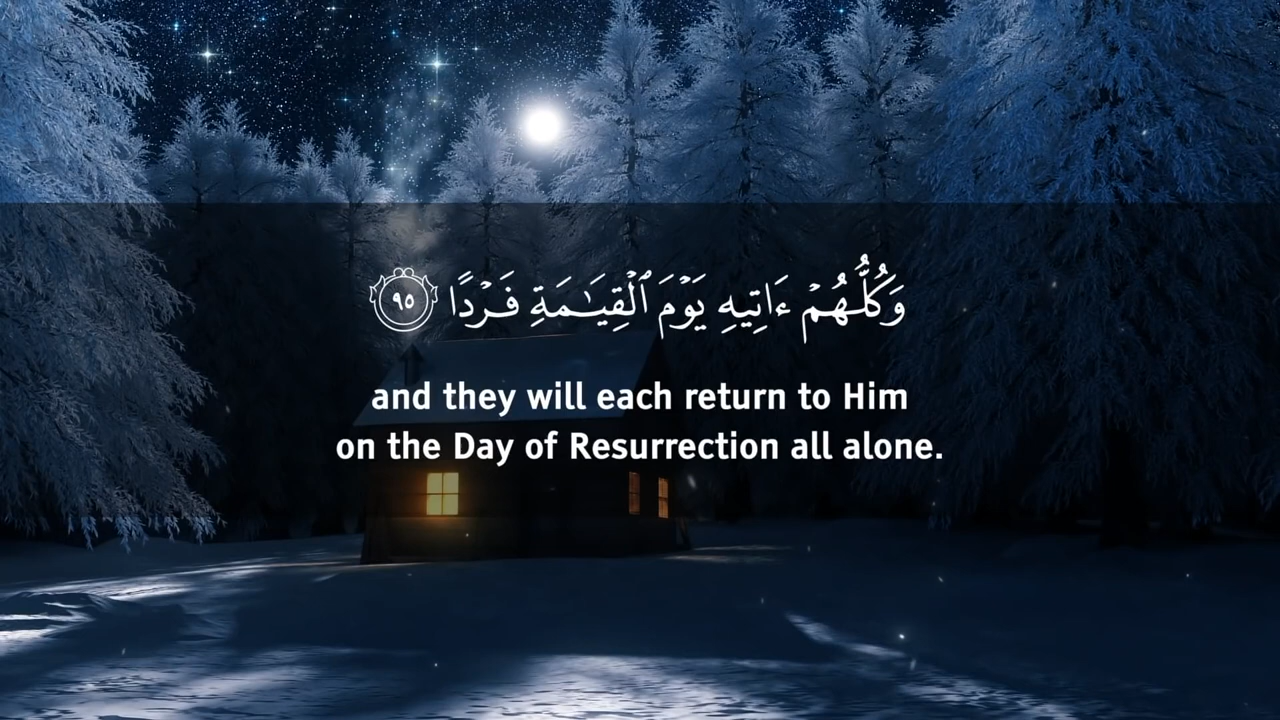 وَكُلُّهُمْ ءَاتِيهِ يَوْمَ ٱلْقِيَـٰمَةِ فَرْدًا ٩٥
and they will each return to Him
on the Day of Resurrection all alone.